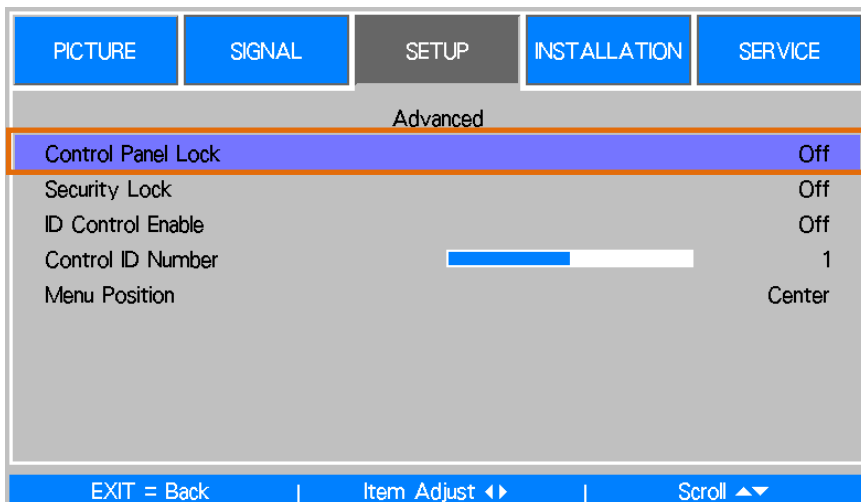 PICTURE SIGNAL SETUP INSTALLATION SERVICE
Advanced
Control Panel Lock Off
Security Lock Off
ID Control Enable Off
Control ID Number 1
Menu Position Center
EXIT = Back | Item Adjust ◀▶ | Scroll ▲▼